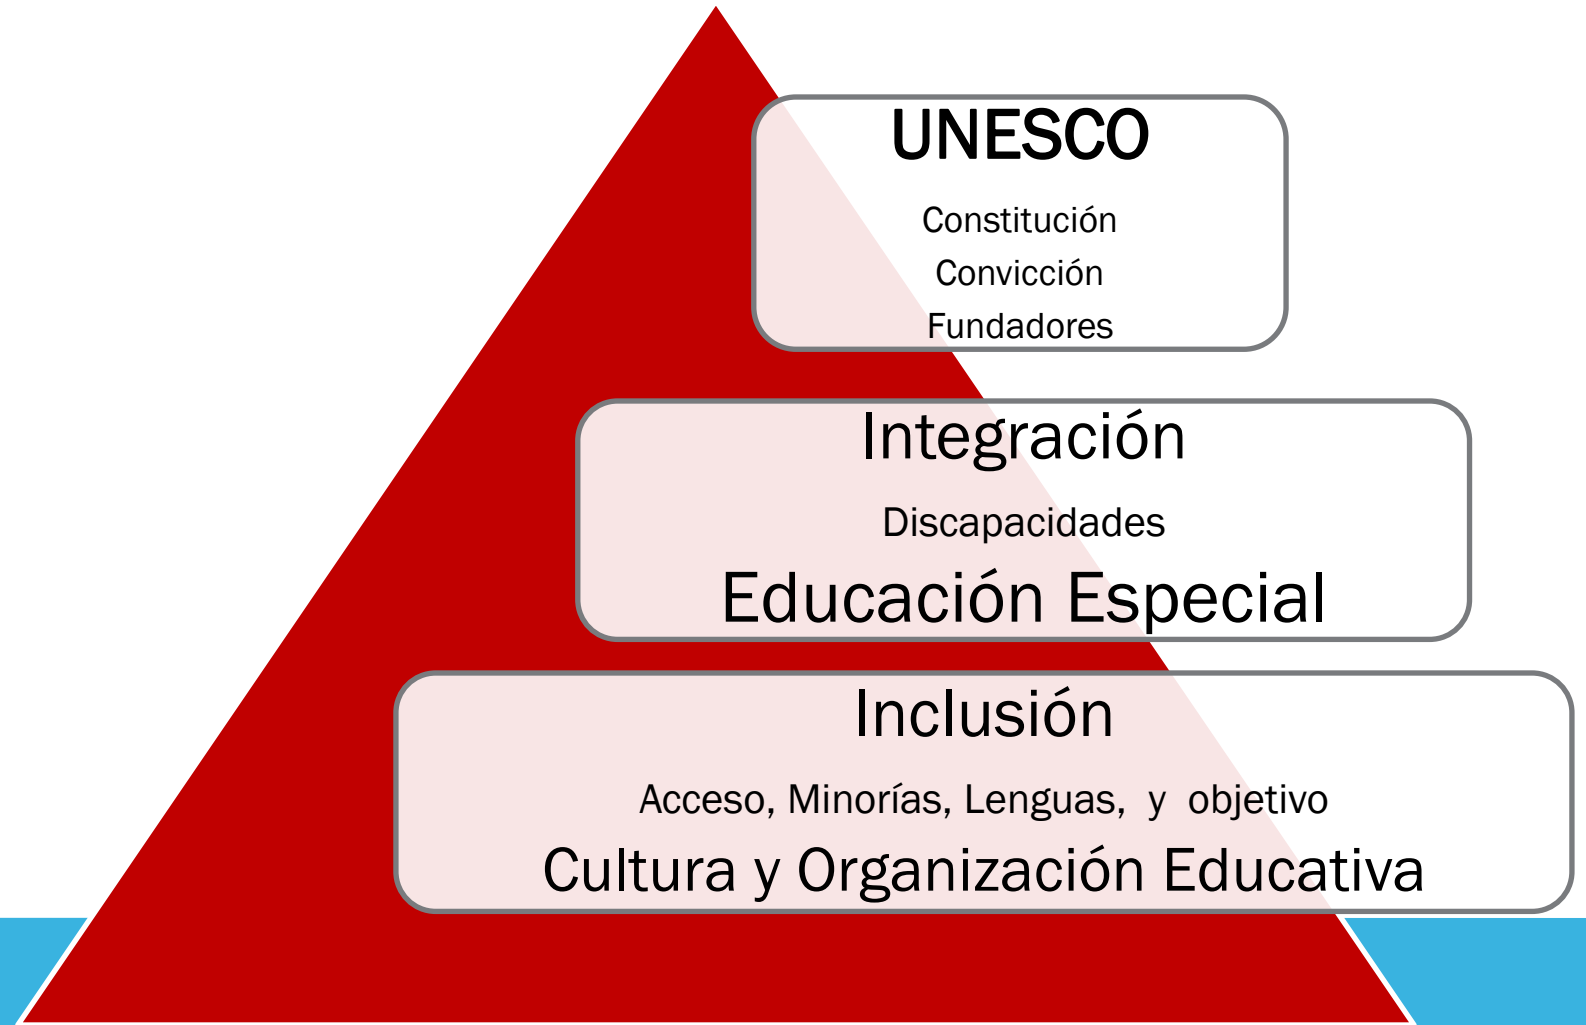 UNESCO
Constitución
Convicción
Fundadores
Integración
Discapacidades
Educación Especial
Inclusión
Acceso, Minorías, Lenguas,  y  objetivo
Cultura y Organización Educativa